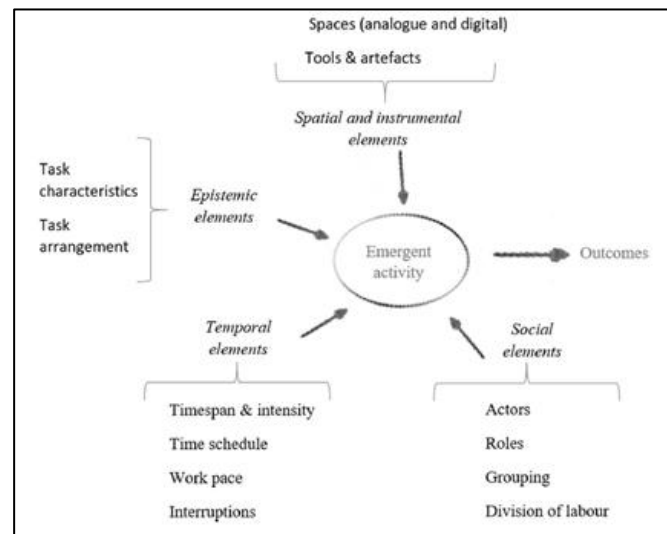 Spaces (analogue and digital)
Tools & artefacts
Spatial and instrumental
elements
Task
characteristics
Task
arrangement
Epistemic
elements
Emergent
activity
Outcomes
Temporal
elements
Timespan & intensity
Time schedule
Work pace
Interruptions
Social
elements
Actors
Roles
Grouping
Division of labour